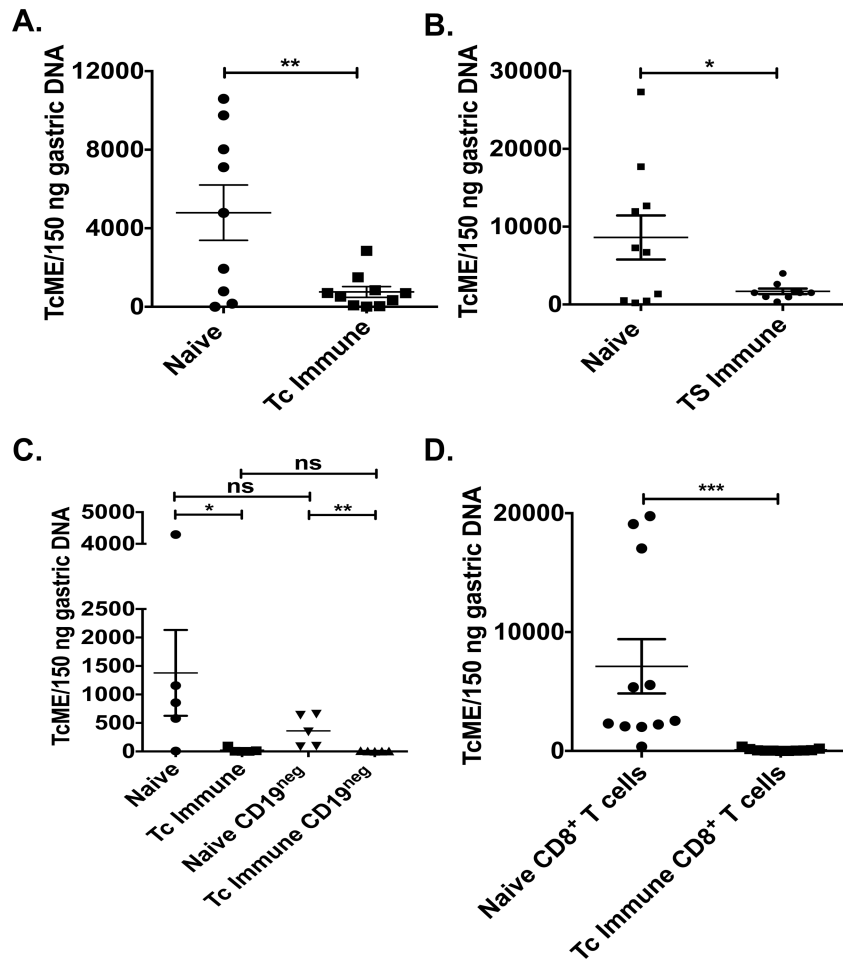 A.
TcME/150 ng gastric DNA
12000
8000
4000
0
**
Naive
Tc Immune
B.
TcME/150 ng gastric DNA
30000
20000
10000
0
*
Naive
TS Immune
C.
TcME/150 ng gastric DNA
5000
4000
2500
2000
1500
1000
500
0
ns
ns
*
**
Naive
Tc Immune
Naive CD19neg
Tc Immune CD19neg
D.
TcME/150 ng gastric DNA
20000
10000
0
***
Naive CD8+ T cells
Tc Immune CD8+ T cells